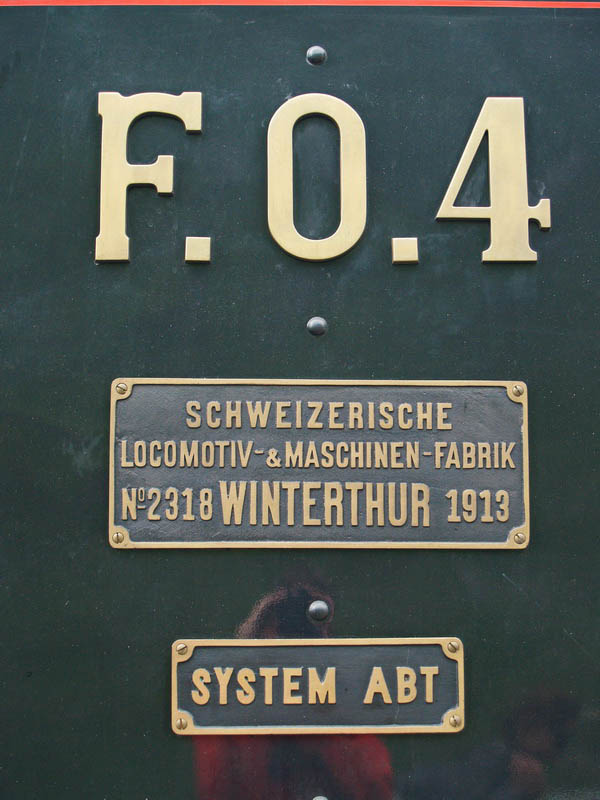 F.O.4
SCHWEIZERISCHE
LOCOMOTIV-&MASCHINEN-FABRIK
Nº2318 WINTERTHUR 1913
SYSTEM ABT